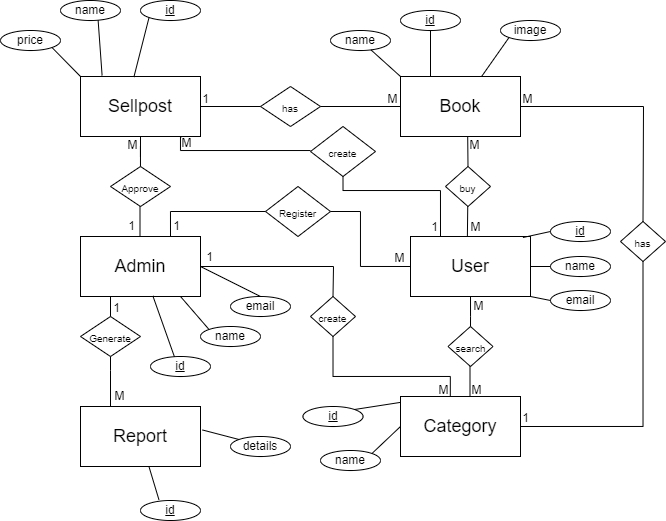 name
id
price
Sellpost
1
has
M
name
id
image
Book
M
M
M
create
M
Approve
1
1
Register
M
1
buy
M
id
has
Admin
1
User
name
email
email
name
id
1
Generate
M
create
M
search
M
M
M
id
Category
1
name
Report
details
id